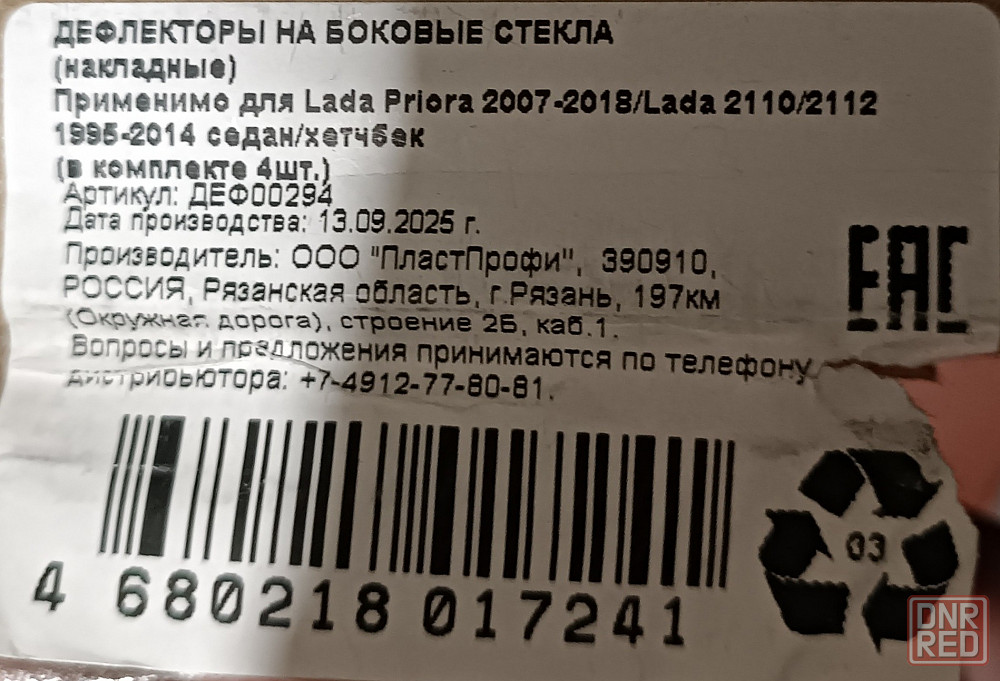 ДЕФЛЕКТОРЫ НА БОКОВЫЕ СТЕКЛА
(накладные)
Применимо для Lada Priora 2007-2018/Lada 2110/2112
1995-2014 седан/хетчбек
(в комплекте 4шт.)
Артикул: ДЕФ00294
Дата производства: 13.09.2025 г.
Производитель: ООО "ПластПрофи", 390910,
РОССИЯ, Рязанская область, г.Рязань, 197км
(Окружная дорога), строение 2Б, каб.1.
Вопросы и предложения принимаются по телефону
дистрибьютора: +7-4912-77-80-81.
EAC
03
4 680218 017241
DNR
RED